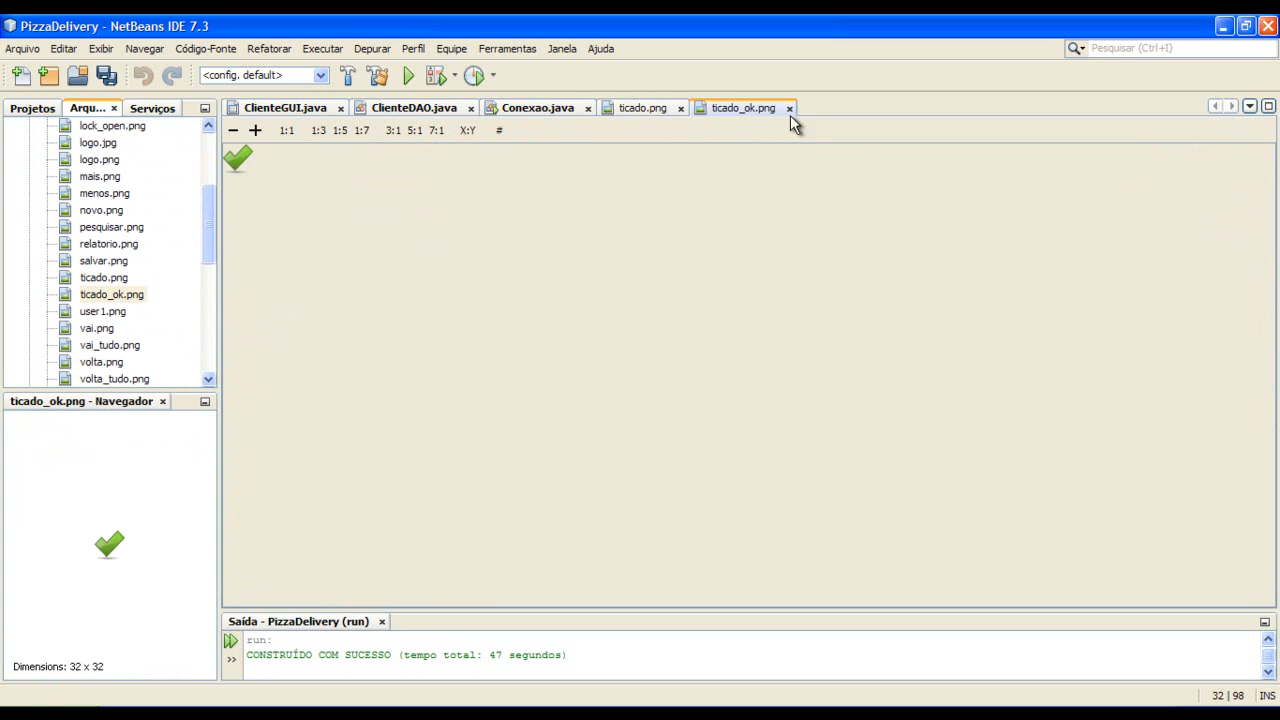 PizzaDelivery - NetBeans IDE 7.3
Arquivo Editar Exibir Navegar Código-Fonte Refatorar Executar Depurar Perfil Equipe Ferramentas Janela Ajuda
Pesquisar (Ctrl+I)
<config. default>
Projetos Arqu... Serviços
ClienteGUI.java ClienteDAO.java Conexao.java ticado.png ticado_ok.png
1:1 1:3 1:5 1:7 3:1 5:1 7:1 X:Y #
lock_open.png
logo.jpg
logo.png
mais.png
menos.png
novo.png
pesquisar.png
relatorio.png
salvar.png
ticado.png
ticado_ok.png
user1.png
vai.png
vai_tudo.png
volta.png
volta_tudo.png
ticado_ok.png - Navegador
Dimensions: 32 x 32
Saída - PizzaDelivery (run)
run:
CONSTRUÍDO COM SUCESSO (tempo total: 47 segundos)
32 | 98 INS